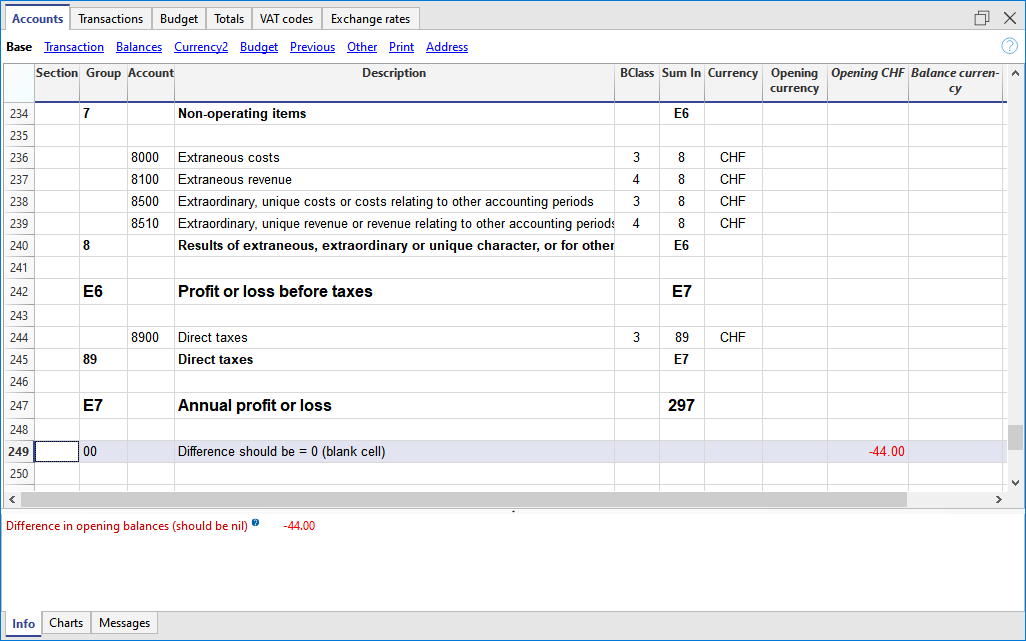 Accounts Transactions Budget Totals VAT codes Exchange rates
Base Transaction Balances Currency2 Budget Previous Other Print Address ?
Section Group Account Description BClass Sum In Currency Opening currency Opening CHF Balance curren-cy
234 7 Non-operating items E6
235
236 8000 Extraneous costs 3 8 CHF
237 8100 Extraneous revenue 4 8 CHF
238 8500 Extraordinary, unique costs or costs relating to other accounting periods 3 8 CHF
239 8510 Extraordinary, unique revenue or revenue relating to other accounting periods 4 8 CHF
240 8 Results of extraneous, extraordinary or unique character, or for other E6
241
242 E6 Profit or loss before taxes E7
243
244 8900 Direct taxes 3 89 CHF
245 89 Direct taxes E7
246
247 E7 Annual profit or loss 297
248
249 00 Difference should be = 0 (blank cell) -44.00
250
Difference in opening balances (should be nil) ? -44.00
Info Charts Messages